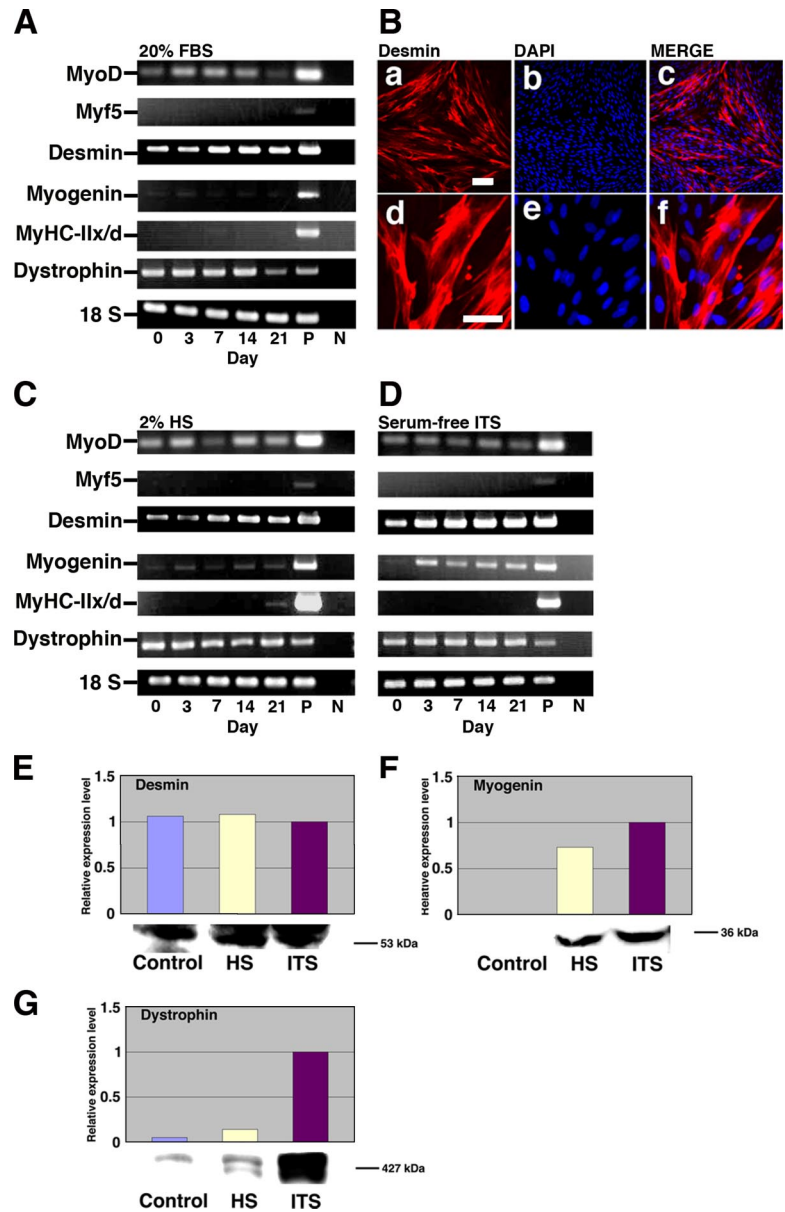 A
20% FBS
MyoD
Myf5
Desmin
Myogenin
MyHC-IIx/d
Dystrophin
18 S
0 3 7 14 21 P N
Day
B
Desmin DAPI MERGE
a b c
d e f
C
2% HS
MyoD
Myf5
Desmin
Myogenin
MyHC-IIx/d
Dystrophin
18 S
0 3 7 14 21 P N
Day
D
Serum-free ITS
0 3 7 14 21 P N
Day
E
Relative expression level
1.5
1
0.5
0
Desmin
53 kDa
Control HS ITS
F
Relative expression level
1.5
1
0.5
0
Myogenin
36 kDa
Control HS ITS
G
Relative expression level
1.5
1
0.5
0
Dystrophin
427 kDa
Control HS ITS